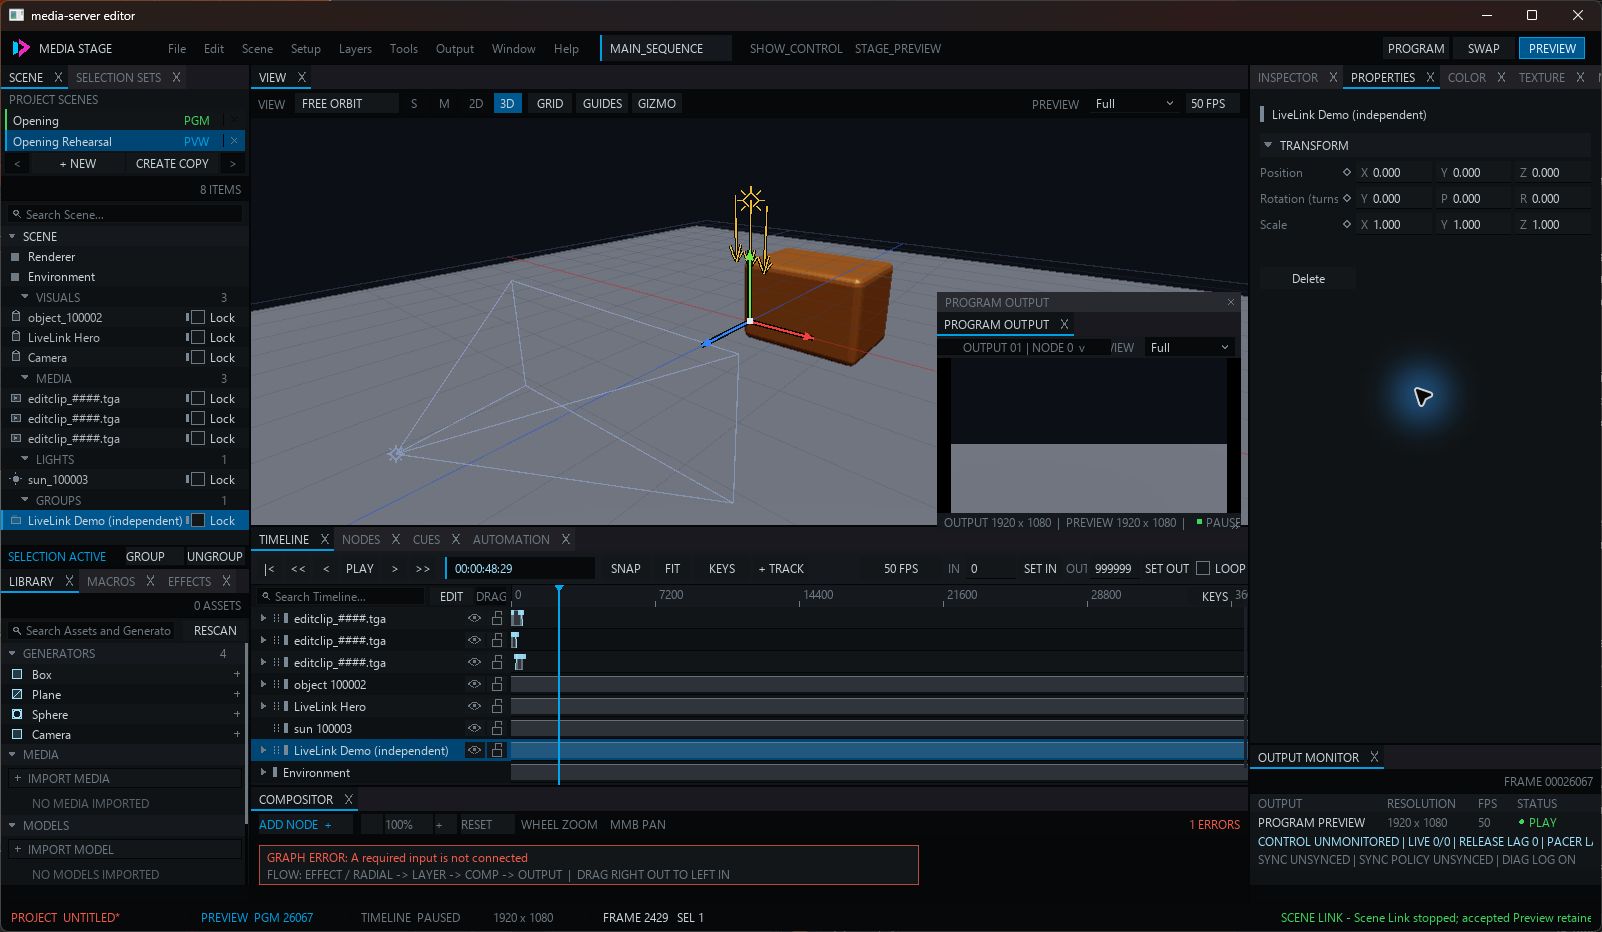 media-server editor
MEDIA STAGE File Edit Scene Setup Layers Tools Output Window Help MAIN_SEQUENCE SHOW_CONTROL STAGE_PREVIEW PROGRAM SWAP PREVIEW
SCENE X SELECTION SETS X
PROJECT SCENES
Opening PGM
Opening Rehearsal PVW
< + NEW CREATE COPY >
8 ITEMS
Search Scene...
SCENE
Renderer
Environment
VISUALS 3
object_100002 Lock
LiveLink Hero Lock
Camera Lock
MEDIA 3
editclip_####.tga Lock
editclip_####.tga Lock
editclip_####.tga Lock
LIGHTS 1
sun_100003 Lock
GROUPS 1
LiveLink Demo (independent) Lock
SELECTION ACTIVE GROUP UNGROUP
LIBRARY X MACROS X EFFECTS X
0 ASSETS
Search Assets and Generato RESCAN
GENERATORS 4
Box +
Plane +
Sphere +
Camera +
MEDIA
+ IMPORT MEDIA
NO MEDIA IMPORTED
MODELS
+ IMPORT MODEL
NO MODELS IMPORTED
VIEW X
VIEW FREE ORBIT S M 2D 3D GRID GUIDES GIZMO PREVIEW Full 50 FPS
PROGRAM OUTPUT
PROGRAM OUTPUT X
OUTPUT 01 | NODE 0 v /IEW Full
OUTPUT 1920 x 1080 | PREVIEW 1920 x 1080 | PAUSE
TIMELINE X NODES X CUES X AUTOMATION X
|< << < PLAY > >> 00:00:48:29 SNAP FIT KEYS + TRACK 50 FPS IN 0 SET IN OUT 999999 SET OUT LOOP
Search Timeline... EDIT DRAG 0 7200 14400 21600 28800 KEYS 36
editclip_####.tga
editclip_####.tga
editclip_####.tga
object 100002
LiveLink Hero
sun 100003
LiveLink Demo (independent)
Environment
COMPOSITOR X
ADD NODE + 100% + RESET WHEEL ZOOM MMB PAN 1 ERRORS
GRAPH ERROR: A required input is not connected
FLOW: EFFECT / RADIAL -> LAYER -> COMP -> OUTPUT | DRAG RIGHT OUT TO LEFT IN
INSPECTOR X PROPERTIES X COLOR X TEXTURE X
LiveLink Demo (independent)
TRANSFORM
Position X 0.000 Y 0.000 Z 0.000
Rotation (turns Y 0.000 P 0.000 R 0.000
Scale X 1.000 Y 1.000 Z 1.000
Delete
OUTPUT MONITOR X
FRAME 00026067
OUTPUT RESOLUTION FPS STATUS
PROGRAM PREVIEW 1920 x 1080 50 PLAY
CONTROL UNMONITORED | LIVE 0/0 | RELEASE LAG 0 | PACER LA
SYNC UNSYNCED | SYNC POLICY UNSYNCED | DIAG LOG ON
PROJECT UNTITLED* PREVIEW PGM 26067 TIMELINE PAUSED 1920 x 1080 FRAME 2429 SEL 1 SCENE LINK - Scene Link stopped; accepted Preview retaine